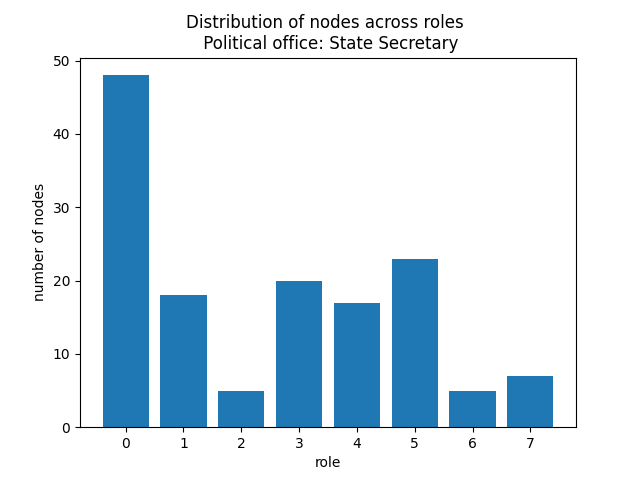 Distribution of nodes across roles
Political office: State Secretary
50
40
30
20
10
0
number of nodes
0 1 2 3 4 5 6 7
role